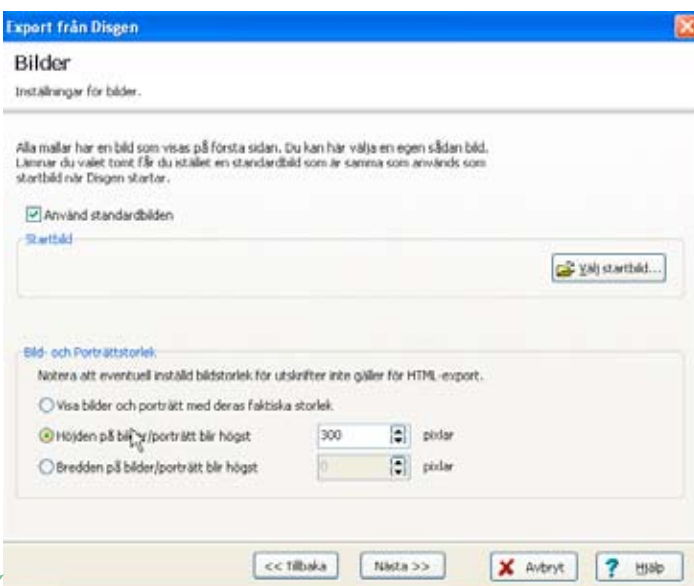 Export från Disgen
Bilder
Inställningar för bilder.
Alla mallar har en bild som visas på första sidan. Du kan här välja en egen sådan bild.
Lämnar du valet tomt får du istället en standardbild som är samma som används som
startbild när Disgen startar.
Använd standardbilden
Startbild
Välj startbild...
Bild- och Porträttstorlek
Notera att eventuell inställd bildstorlek för utskrifter inte gäller för HTML-export.
Visa bilder och porträtt med deras faktiska storlek
Höjden på bilder/porträtt blir högst 300 pixlar
Bredden på bilder/porträtt blir högst 0 pixlar
<< Tillbaka Nästa >> Avbryt Hjälp